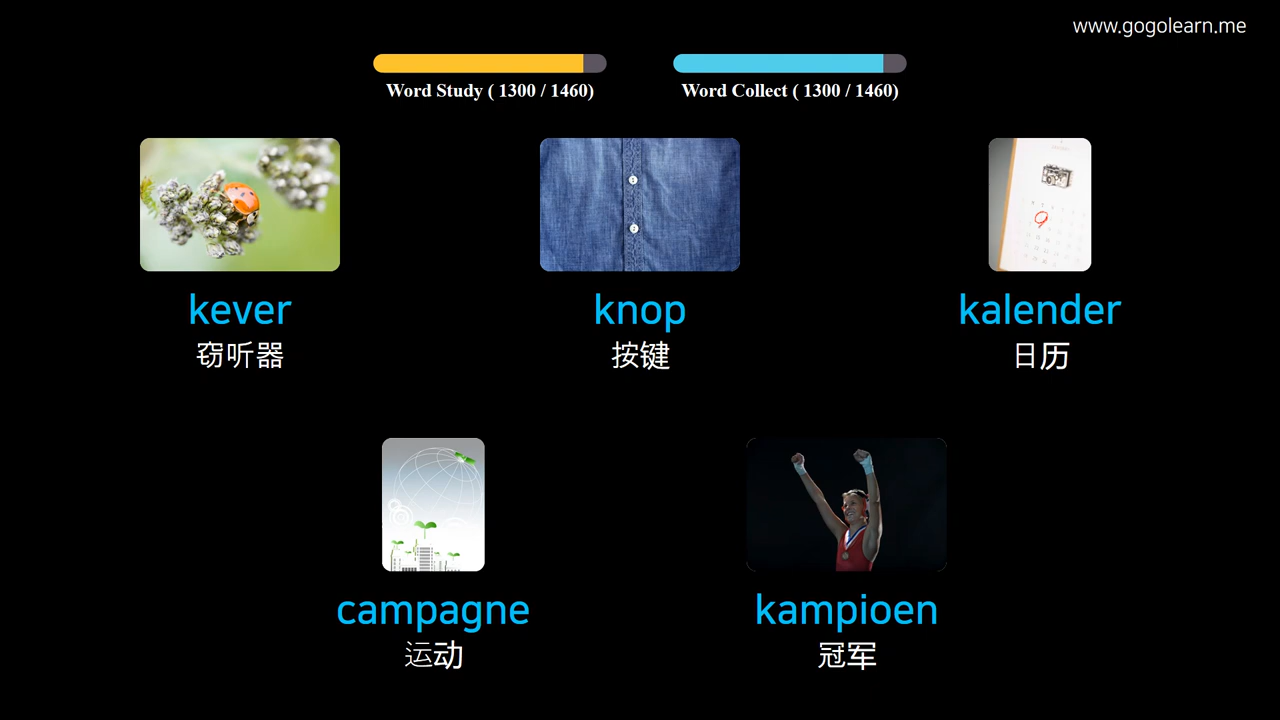 www.gogolearn.me
Word Study ( 1300 / 1460)
Word Collect ( 1300 / 1460)
kever
窃听器
knop
按键
kalender
日历
campagne
运动
kampioen
冠军